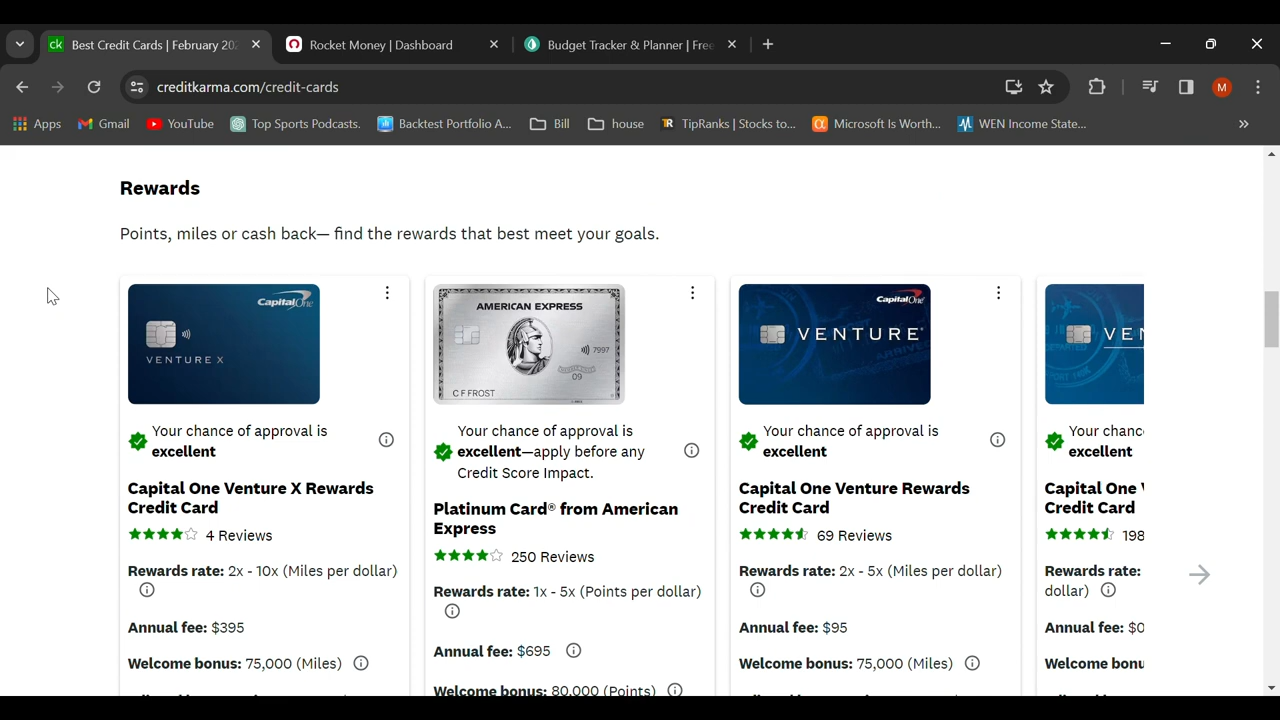 Best Credit Cards | February 20
Rocket Money | Dashboard
Budget Tracker & Planner | Free
creditkarma.com/credit-cards
M
Apps
Gmail
YouTube
Top Sports Podcasts.
Backtest Portfolio A...
Bill
house
TipRanks | Stocks to...
Microsoft Is Worth...
WEN Income State...
Rewards
Points, miles or cash back— find the rewards that best meet your goals.
Capital One
VENTURE X
Your chance of approval is
excellent
Capital One Venture X Rewards
Credit Card
4 Reviews
Rewards rate: 2x - 10x (Miles per dollar)
Annual fee: $395
Welcome bonus: 75,000 (Miles)
AMERICAN EXPRESS
7997
09
C F FROST
Your chance of approval is
excellent—apply before any
Credit Score Impact.
Platinum Card® from American
Express
250 Reviews
Rewards rate: 1x - 5x (Points per dollar)
Annual fee: $695
Welcome bonus: 80,000 (Points)
Capital One
VENTURE
Your chance of approval is
excellent
Capital One Venture Rewards
Credit Card
69 Reviews
Rewards rate: 2x - 5x (Miles per dollar)
Annual fee: $95
Welcome bonus: 75,000 (Miles)
VEN
Your chanc
excellent
Capital One V
Credit Card
198
Rewards rate:
dollar)
Annual fee: $0
Welcome bonu